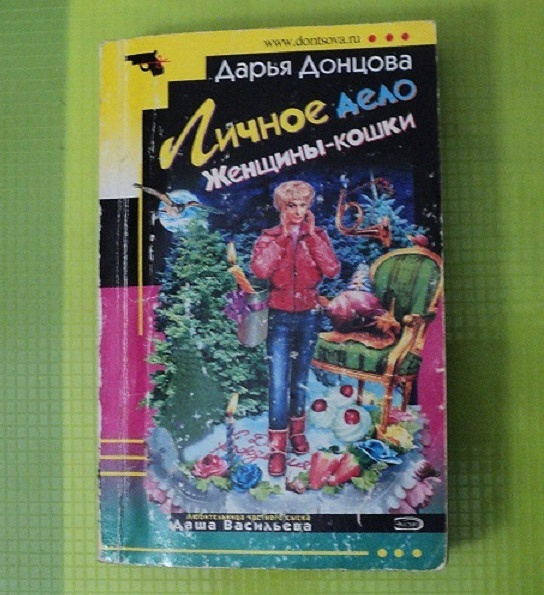 www.dontsova.ru
Дарья Донцова
Личное дело
Женщины-кошки
любительница частного сыска
Даша Васильева